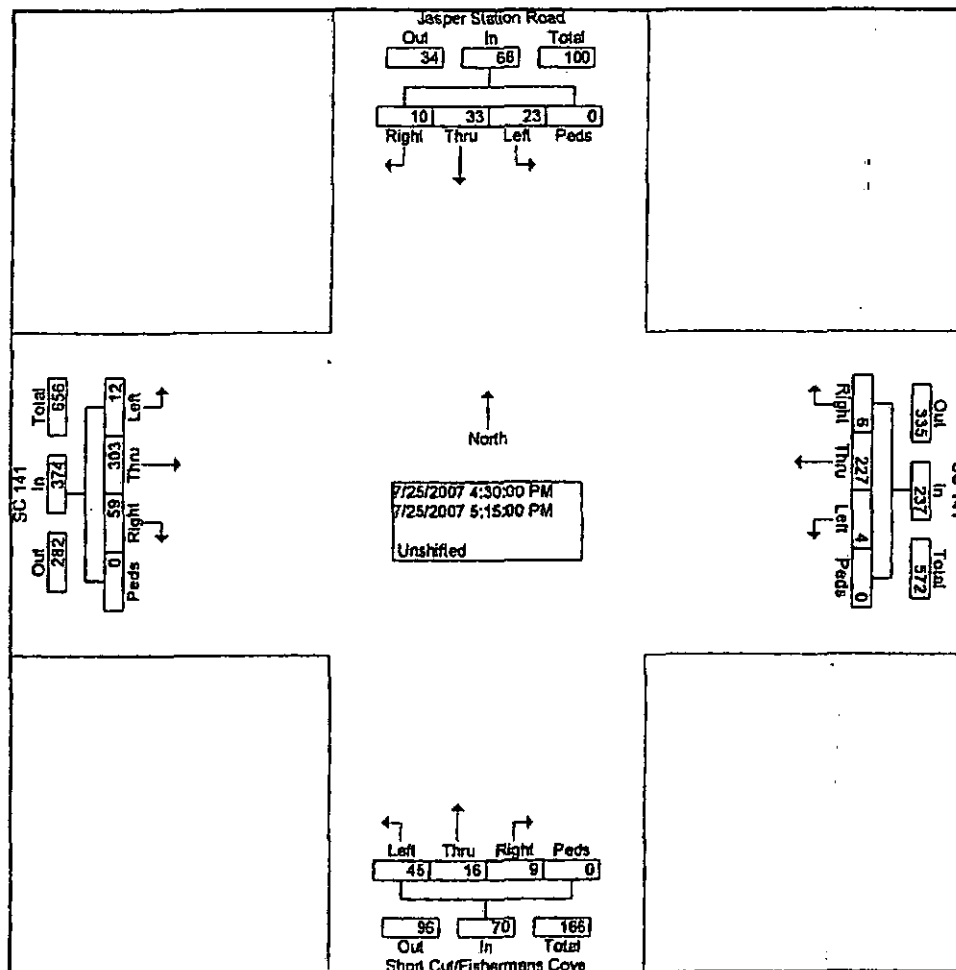 Jasper Station Road
Out In Total
34 66 100
10 33 23 0
Right Thru Left Peds
Total 656
In 374
Out 282
SC 141
12 303 59 0
Left Thru Right Peds
North
7/25/2007 4:30:00 PM
7/25/2007 5:15:00 PM
Unshifted
Right Thru Left Peds
6 227 4 0
Out 335
In 237
Total 572
Left Thru Right Peds
45 16 9 0
96 70 166
Out In Total
Short Cut/Fishermans Cove